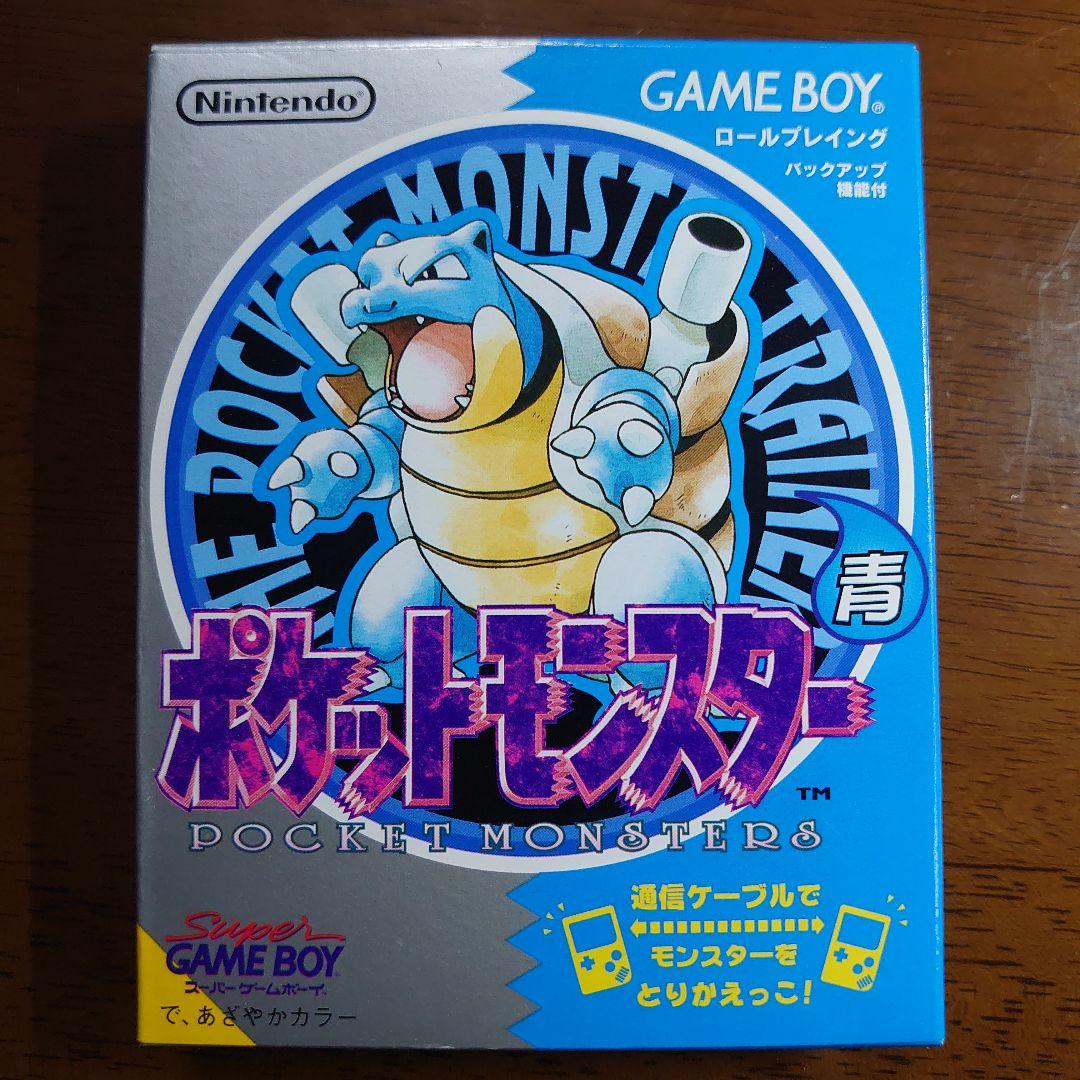 Nintendo®
GAME BOY®
ロールプレイング
バックアップ
機能付
THE POCKET MONSTER TRAINER
青
ポケットモンスター
TM
POCKET MONSTERS
通信ケーブルで
モンスターを
とりかえっこ!
Super
GAME BOY
スーパーゲームボーイ
で、あざやかカラー